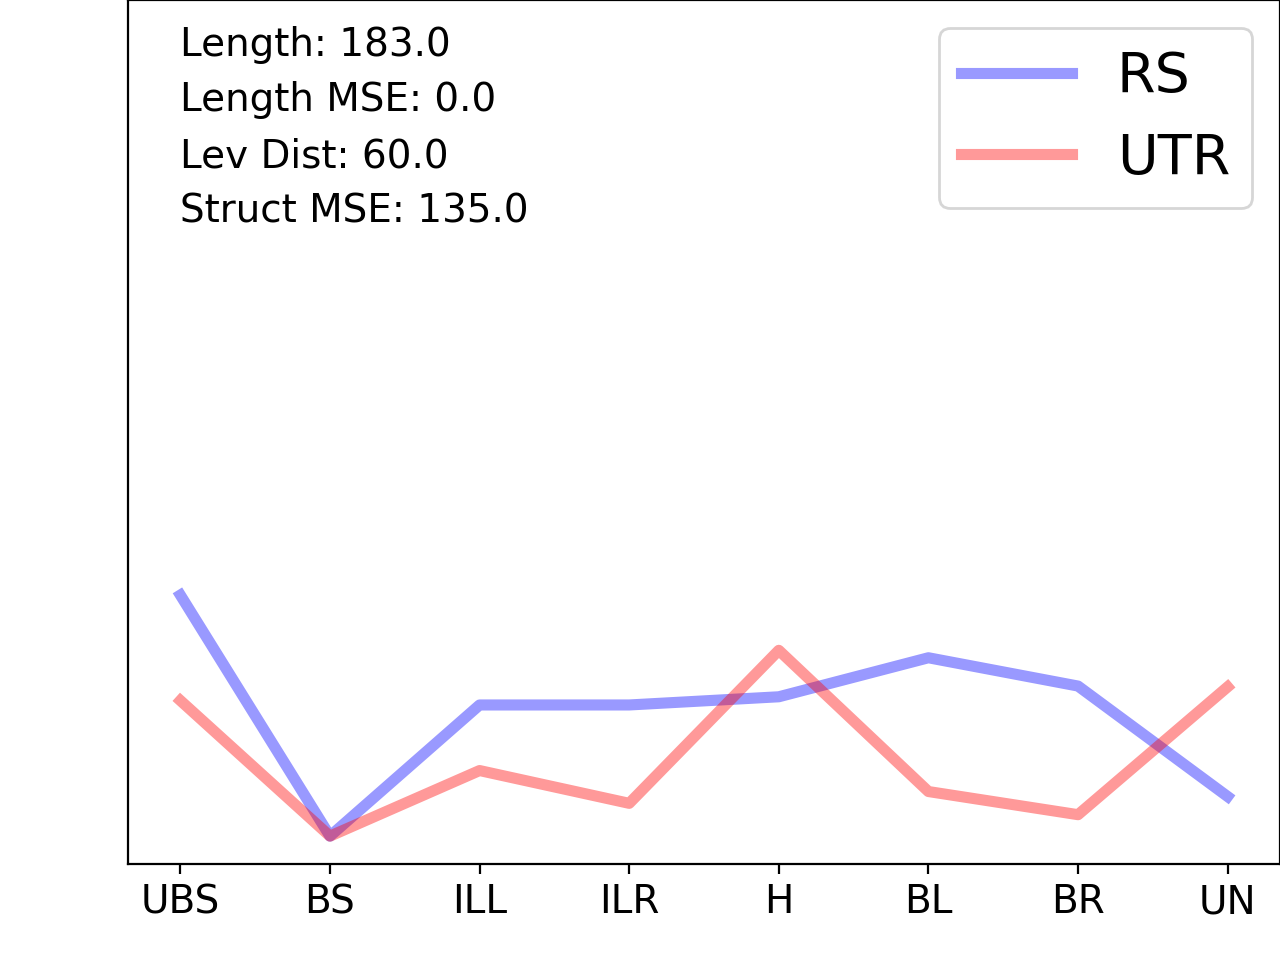 Length: 183.0
Length MSE: 0.0
Lev Dist: 60.0
Struct MSE: 135.0
RS
UTR
UBS BS ILL ILR H BL BR UN